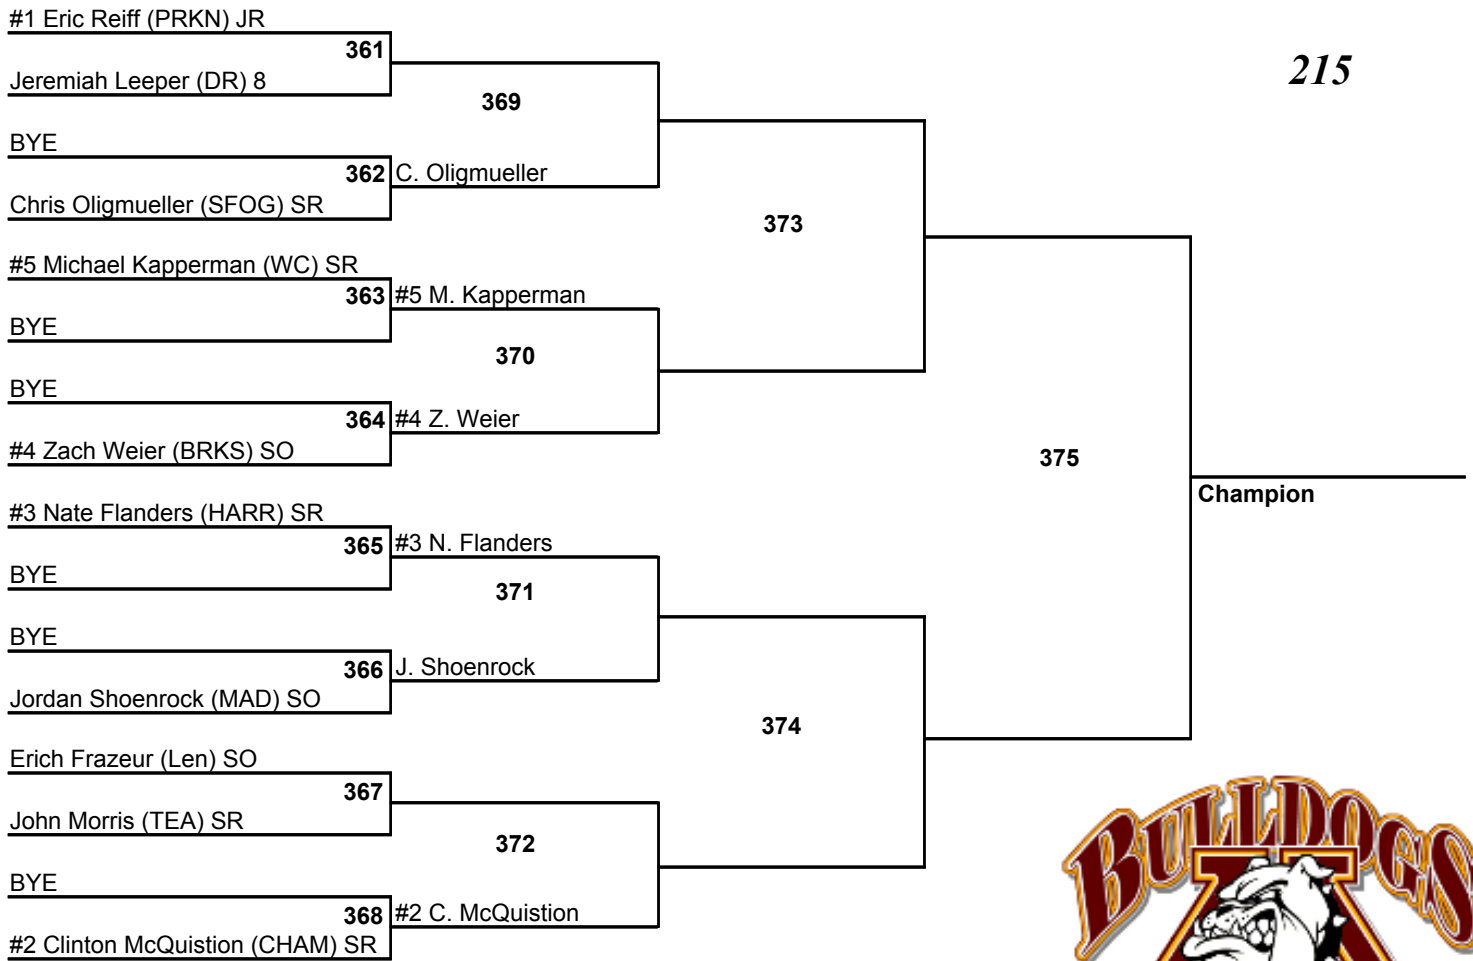 #1 Eric Reiff (PRKN) JR
361
215
Jeremiah Leeper (DR) 8
369
BYE
362 C. Oligmueller
Chris Oligmueller (SFOG) SR
373
#5 Michael Kapperman (WC) SR
363 #5 M. Kapperman
BYE
370
BYE
364 #4 Z. Weier
#4 Zach Weier (BRKS) SO
375
Champion
#3 Nate Flanders (HARR) SR
365 #3 N. Flanders
BYE
371
BYE
366 J. Shoenrock
Jordan Shoenrock (MAD) SO
374
Erich Frazeur (Len) SO
367
John Morris (TEA) SR
372
BYE
368 #2 C. McQuistion
#2 Clinton McQuistion (CHAM) SR
BULLDOGS